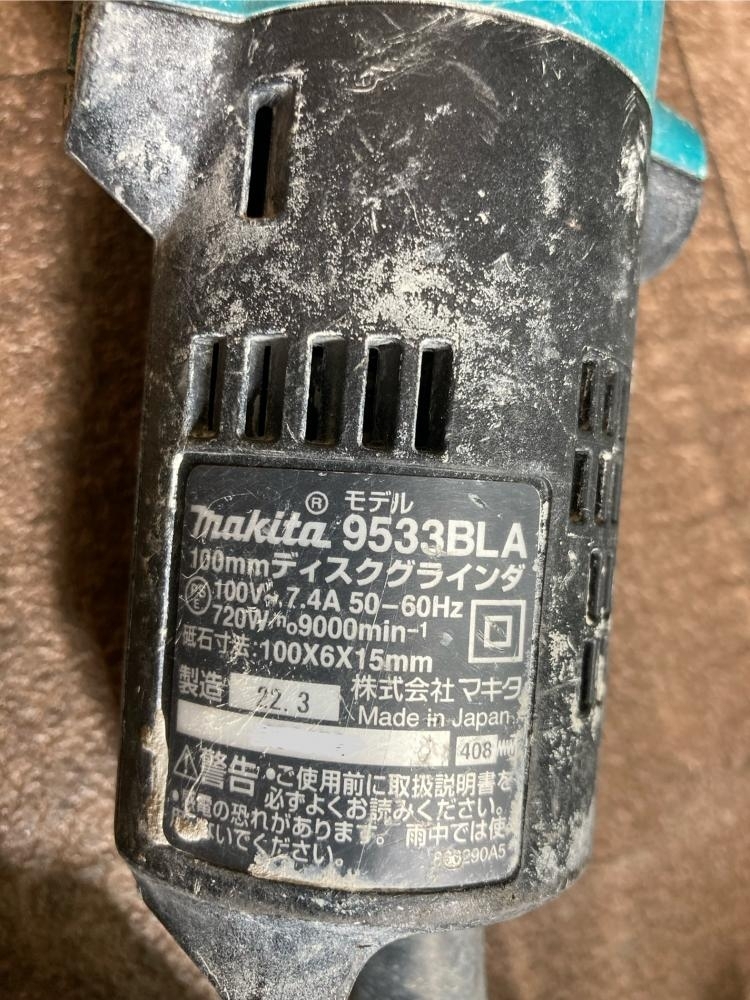 ® モデル
makita 9533BLA
100mmディスクグラインダ
100V~ 7.4A 50-60Hz
720W n₀9000min⁻¹
砥石寸法:100X6X15mm
製造 22.3 株式会社マキタ
Made in Japan
408
警告 •ご使用前に取扱説明書を
必ずよくお読みください。
•感電の恐れがあります。雨中では使
ないでください。